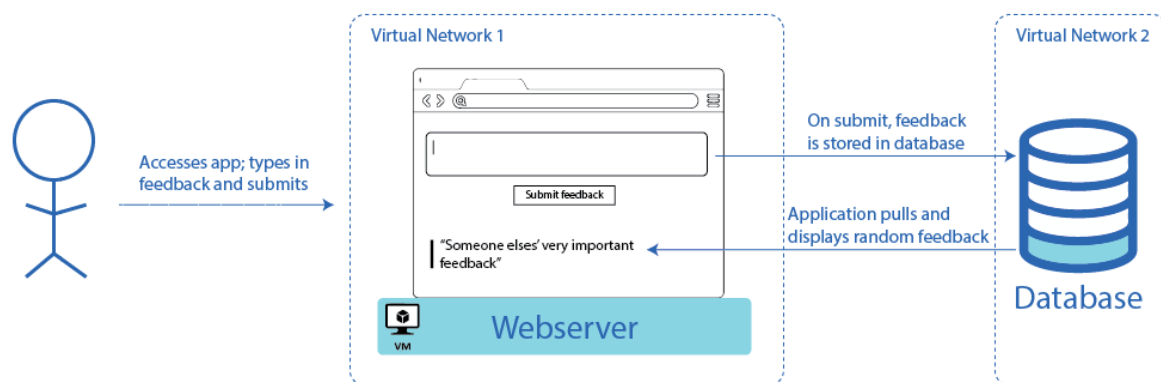 Virtual Network 1
Virtual Network 2
Accesses app; types in
feedback and submits
Submit feedback
"Someone elses' very important
feedback"
On submit, feedback
is stored in database
Application pulls and
displays random feedback
VM
Webserver
Database